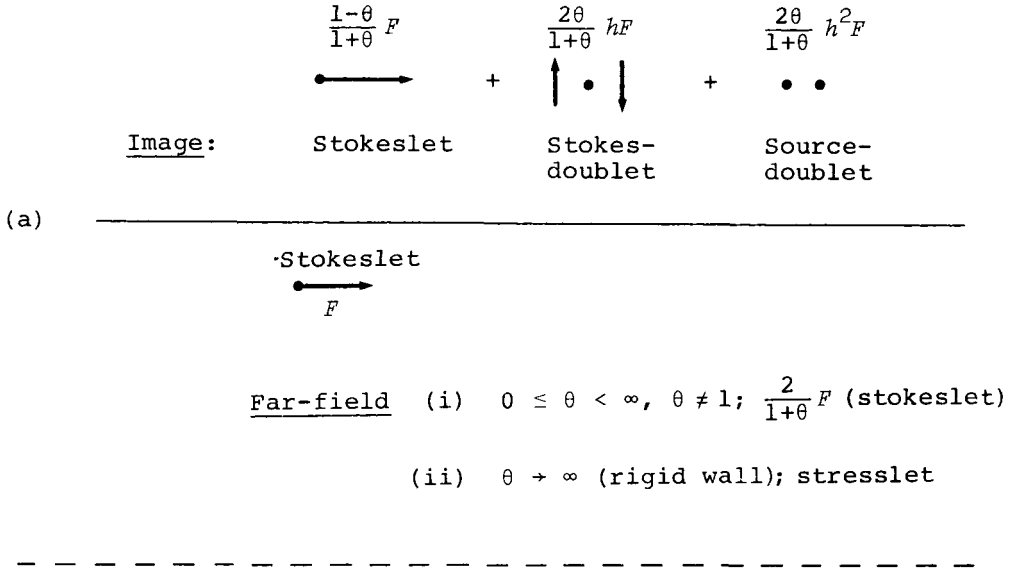 (1-θ)/(1+θ) F    2θ/(1+θ) hF    2θ/(1+θ) h²F
+ +
Image: Stokeslet    Stokes-    Source-
doublet    doublet
(a)
Stokeslet
F
Far-field (i) 0 ≤ θ < ∞, θ ≠ 1; 2/(1+θ) F (stokeslet)
(ii) θ → ∞ (rigid wall); stresslet